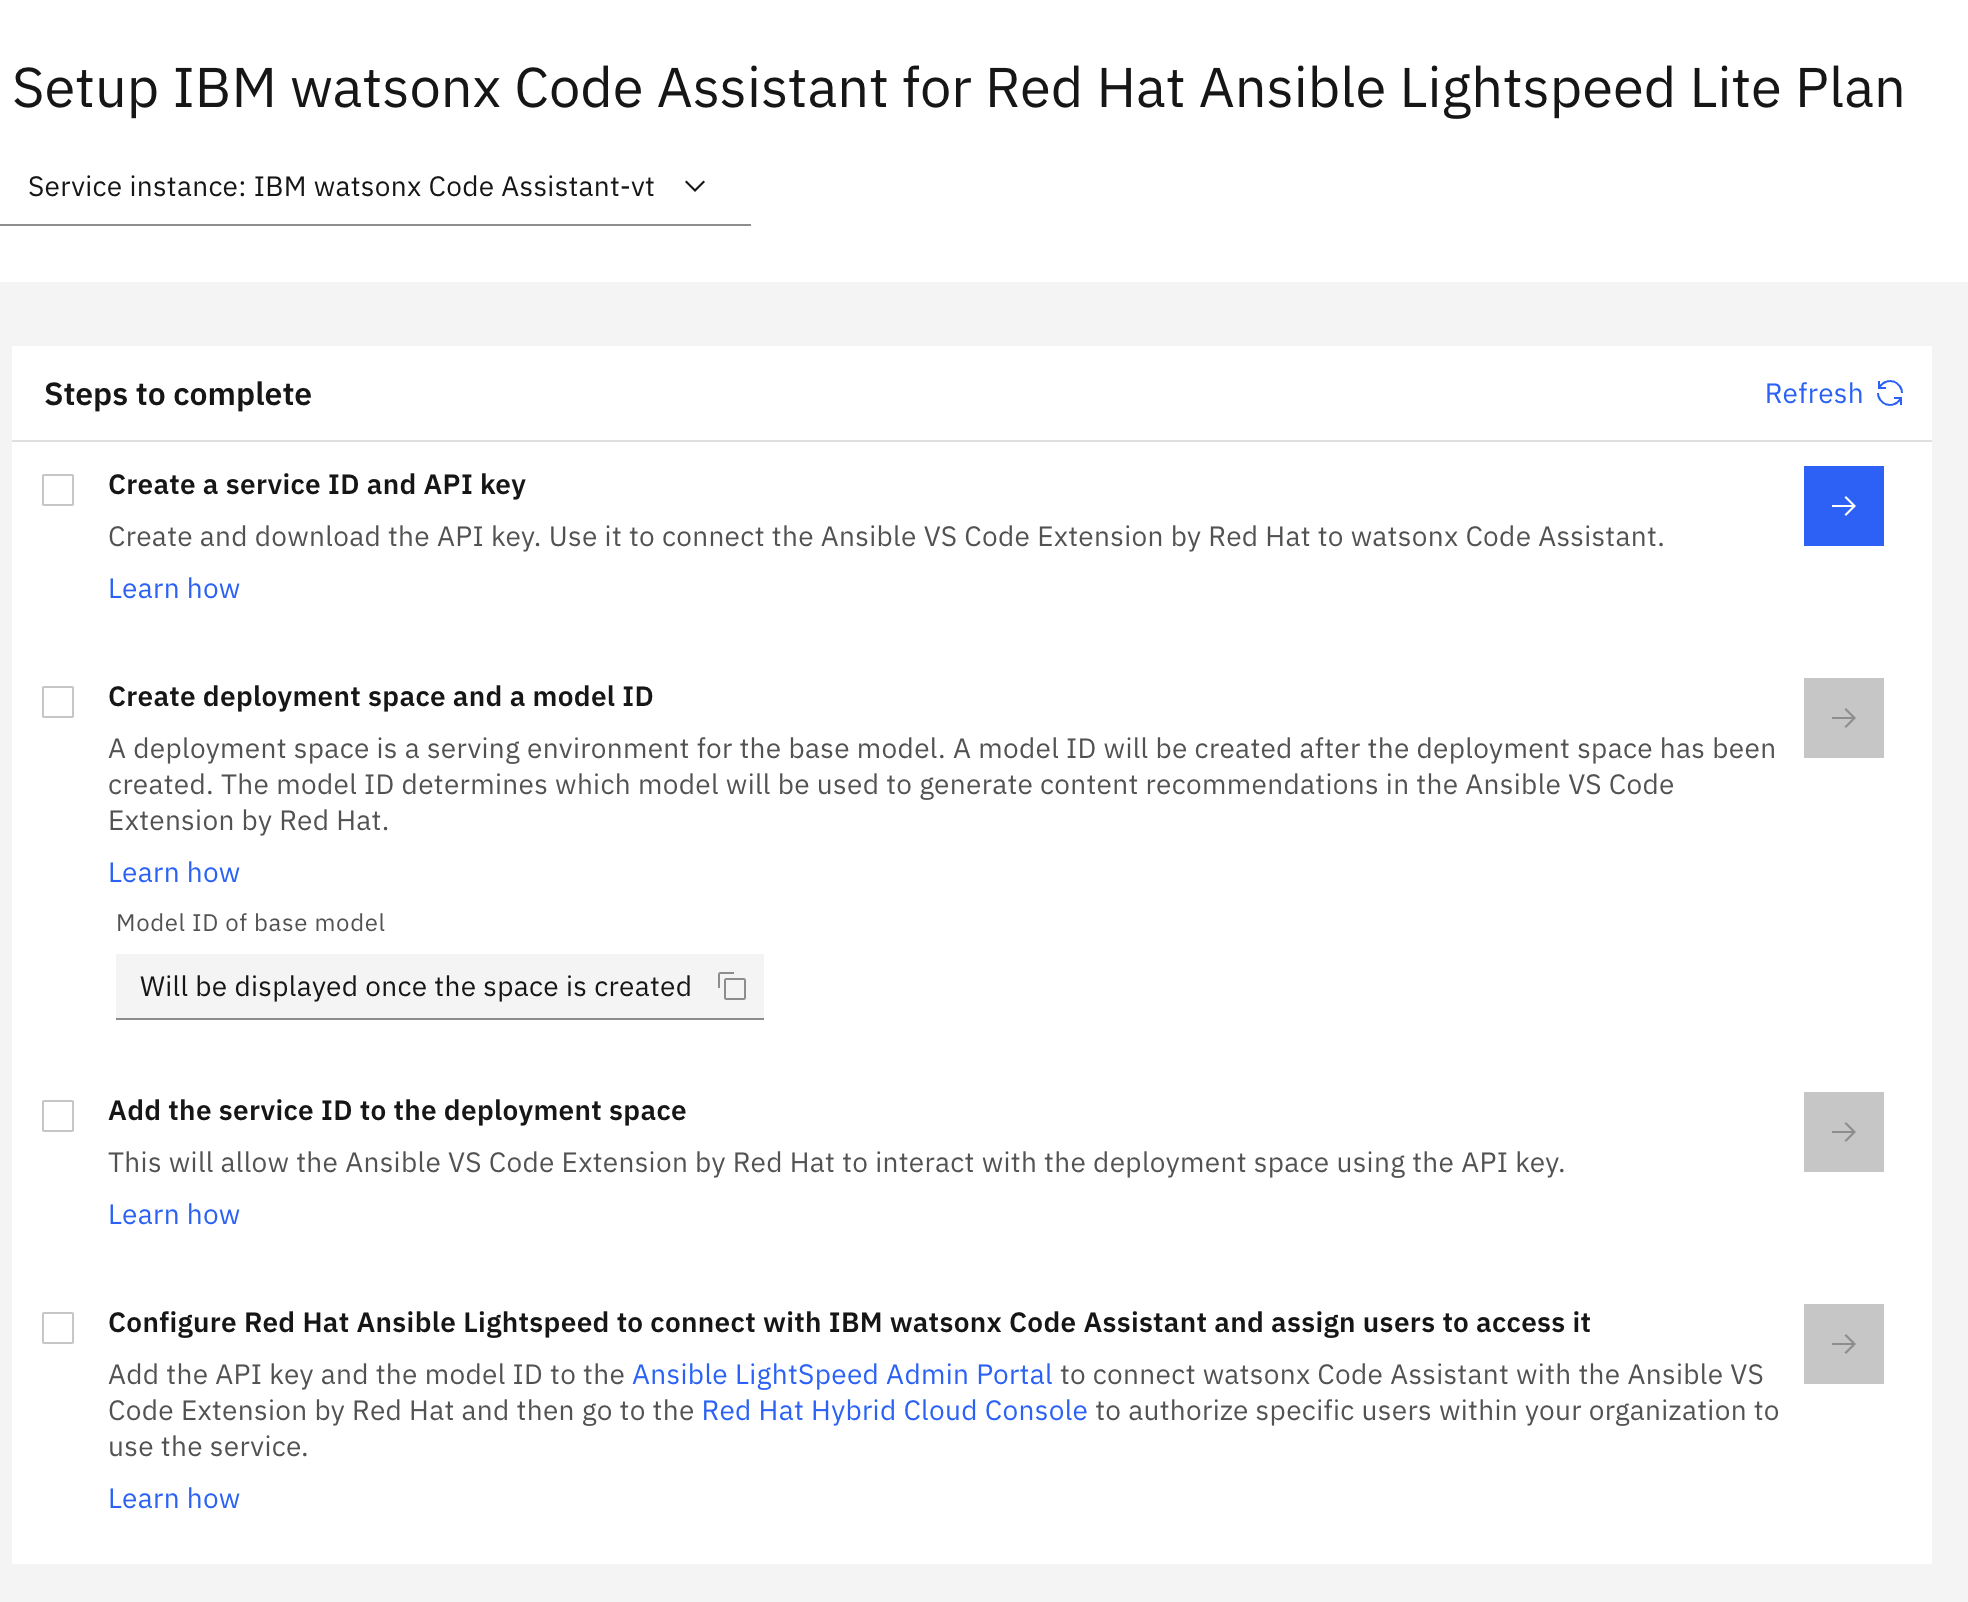 Setup IBM watsonx Code Assistant for Red Hat Ansible Lightspeed Lite Plan
Service instance: IBM watsonx Code Assistant-vt
Steps to complete
Refresh
Create a service ID and API key
Create and download the API key. Use it to connect the Ansible VS Code Extension by Red Hat to watsonx Code Assistant.
Learn how
Create deployment space and a model ID
A deployment space is a serving environment for the base model. A model ID will be created after the deployment space has been
created. The model ID determines which model will be used to generate content recommendations in the Ansible VS Code
Extension by Red Hat.
Learn how
Model ID of base model
Will be displayed once the space is created
Add the service ID to the deployment space
This will allow the Ansible VS Code Extension by Red Hat to interact with the deployment space using the API key.
Learn how
Configure Red Hat Ansible Lightspeed to connect with IBM watsonx Code Assistant and assign users to access it
Add the API key and the model ID to the Ansible LightSpeed Admin Portal to connect watsonx Code Assistant with the Ansible VS
Code Extension by Red Hat and then go to the Red Hat Hybrid Cloud Console to authorize specific users within your organization to
use the service.
Learn how